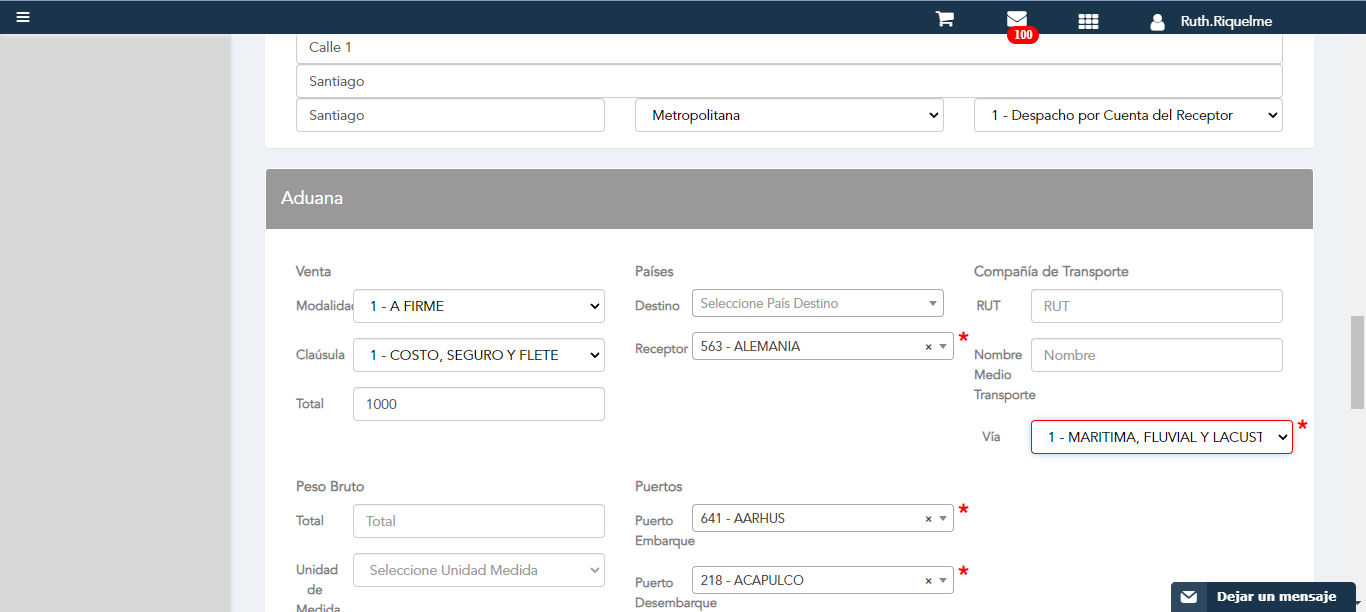 Ruth.Riquelme
100
Calle 1
Santiago
Santiago Metropolitana 1 - Despacho por Cuenta del Receptor
Aduana
Venta Países Compañía de Transporte
Modalidad 1 - A FIRME Destino Seleccione País Destino RUT RUT
Claúsula 1 - COSTO, SEGURO Y FLETE Receptor 563 - ALEMANIA × * Nombre Medio Transporte Nombre
Total 1000
Vía 1 - MARITIMA, FLUVIAL Y LACUST *
Peso Bruto Puertos
Total Total Puerto Embarque 641 - AARHUS × *
Unidad de Medida Seleccione Unidad Medida Puerto Desembarque 218 - ACAPULCO × *
Dejar un mensaje